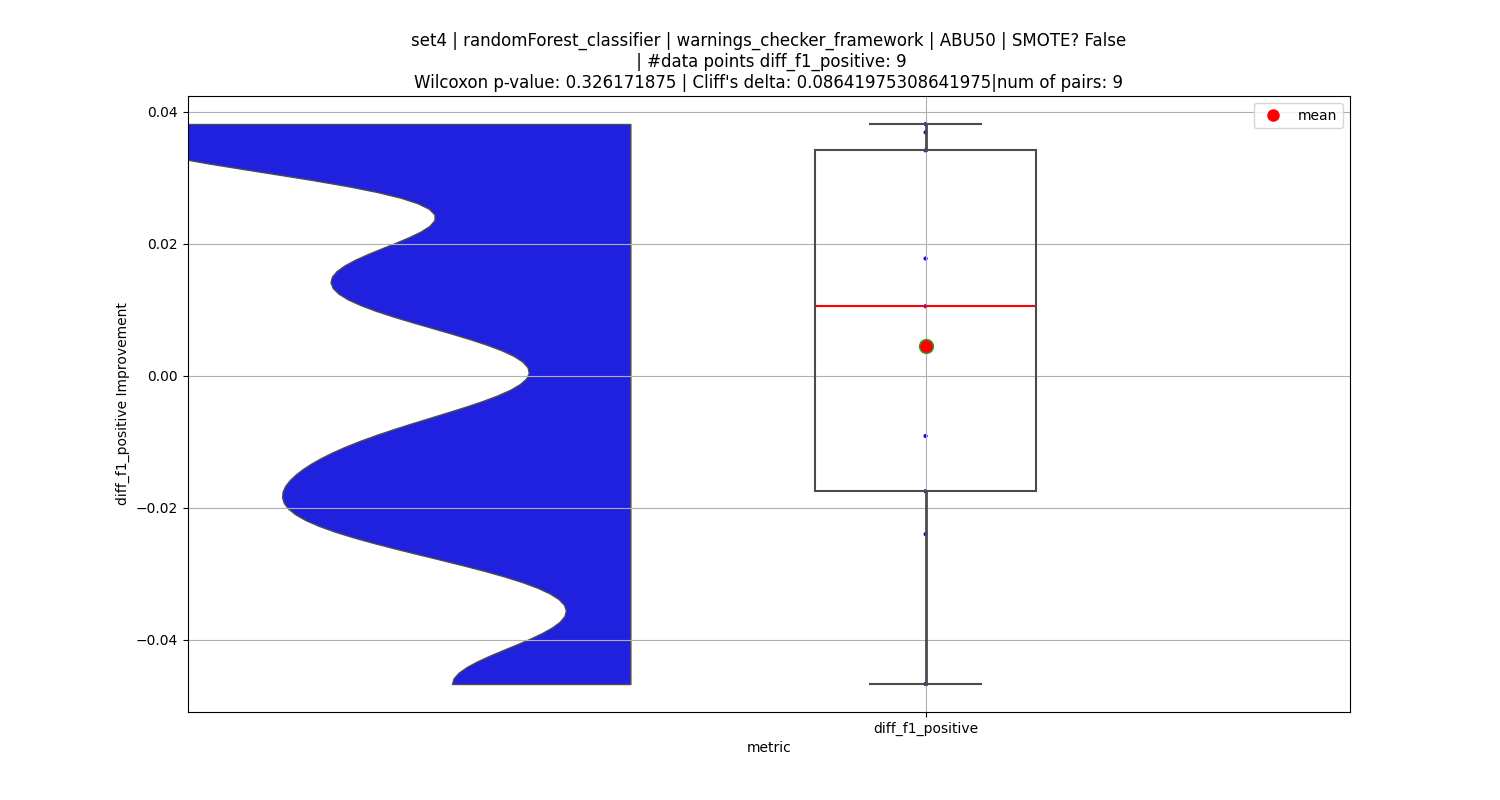 set4 | randomForest_classifier | warnings_checker_framework | ABU50 | SMOTE? False
| #data points diff_f1_positive: 9
Wilcoxon p-value: 0.326171875 | Cliff's delta: 0.08641975308641975|num of pairs: 9
mean
0.04
0.02
0.00
−0.02
−0.04
diff_f1_positive Improvement
diff_f1_positive
metric